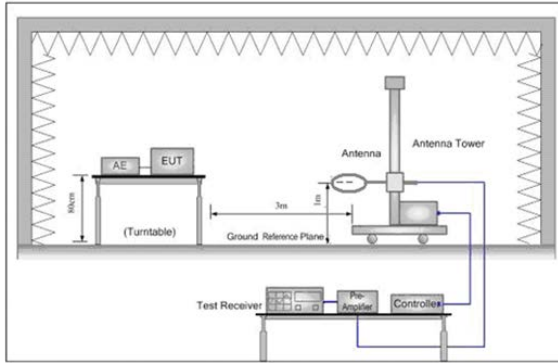 AE
EUT
Antenna
Antenna Tower
80cm
(Turntable)
3m
1m
Ground Reference Plane
Test Receiver
Pre-
Amplifier
Controller